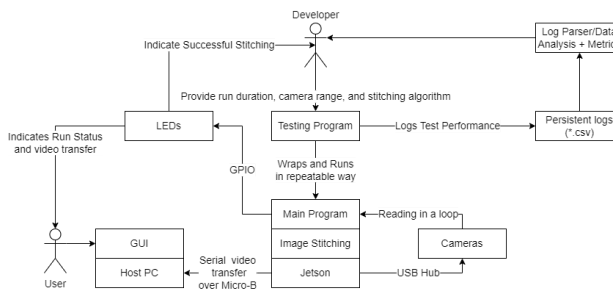 Developer
Indicate Successful Stitching
Log Parser/Data
Analysis + Metric
Provide run duration, camera range, and stitching algorithm
Indicates Run Status
and video transfer
LEDs
Testing Program
Logs Test Performance
Persistent logs
(*.csv)
Wraps and Runs
in repeatable way
GPIO
Main Program
Reading in a loop
GUI
Image Stitching
Cameras
Host PC
Serial video
transfer
over Micro-B
Jetson
USB Hub
User